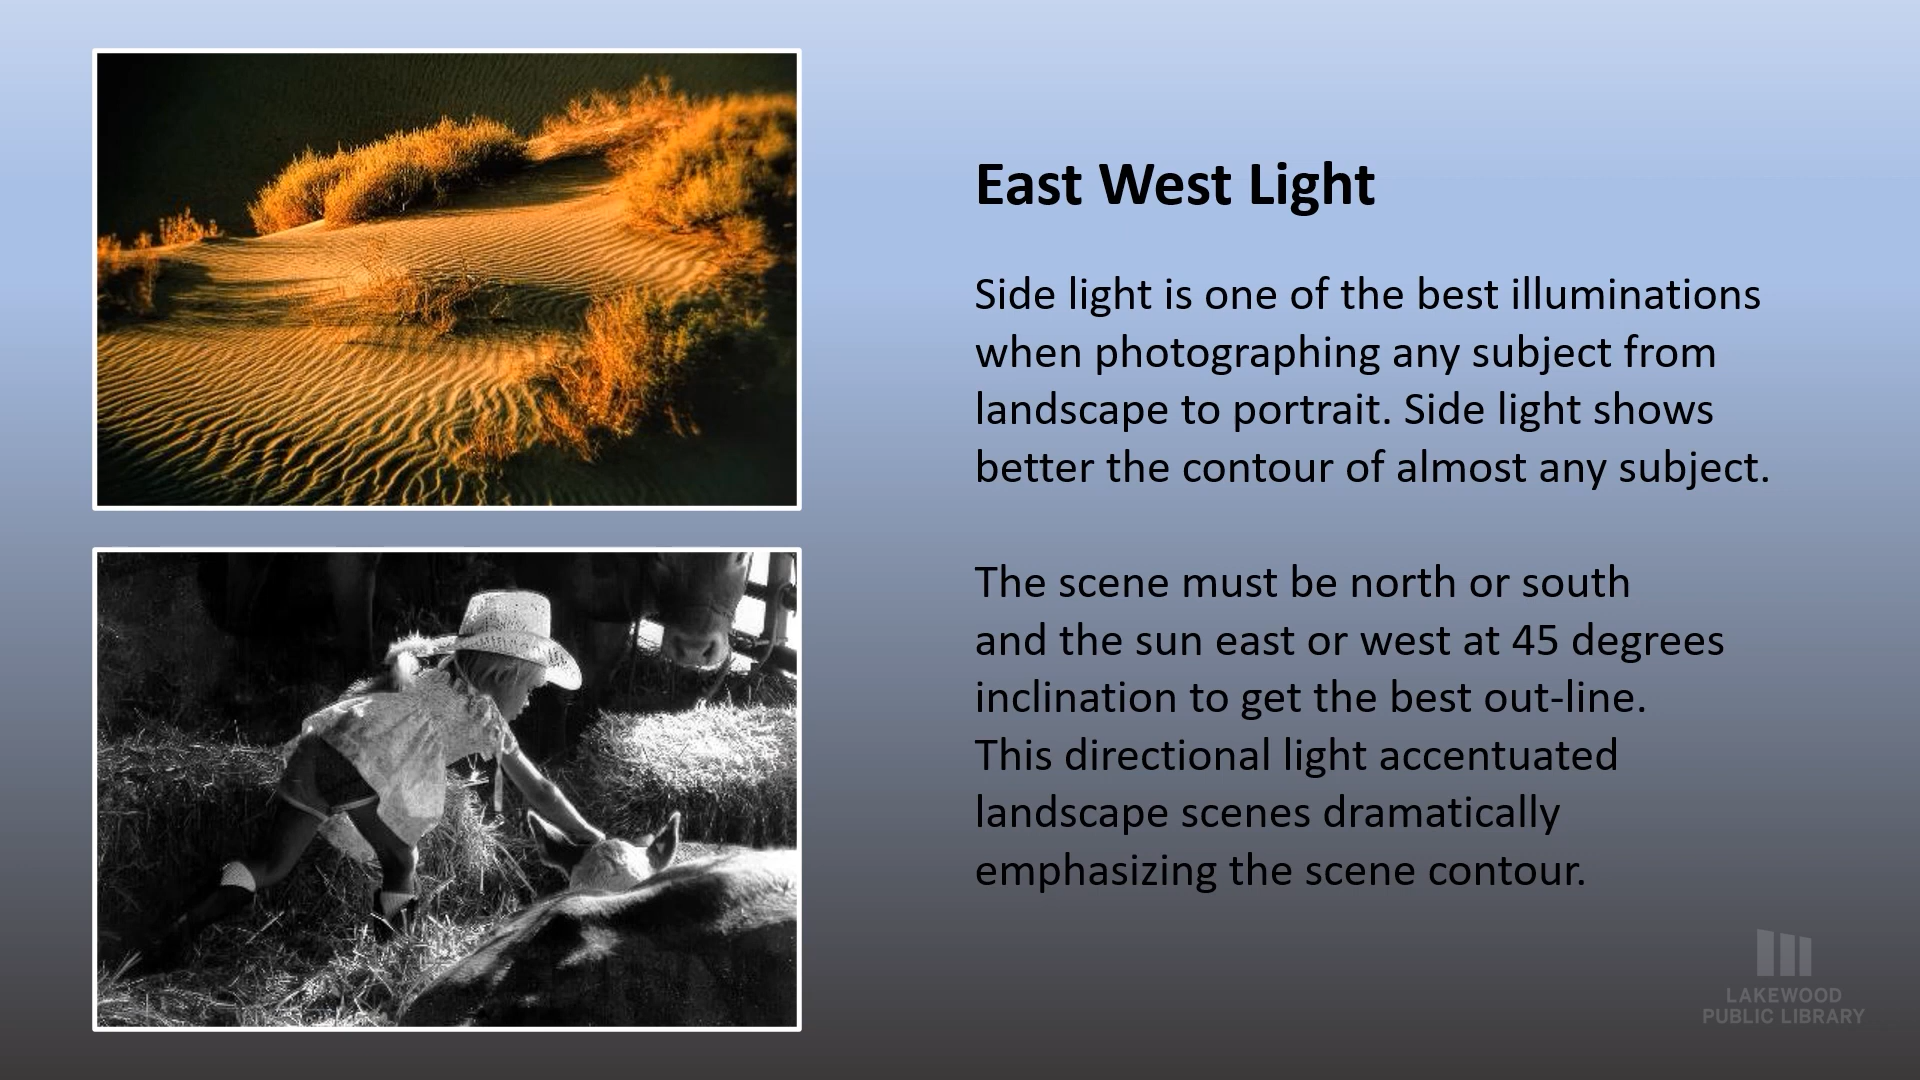 East West Light
Side light is one of the best illuminations
when photographing any subject from
landscape to portrait. Side light shows
better the contour of almost any subject.
The scene must be north or south
and the sun east or west at 45 degrees
inclination to get the best out-line.
This directional light accentuated
landscape scenes dramatically
emphasizing the scene contour.
LAKEWOOD
PUBLIC LIBRARY